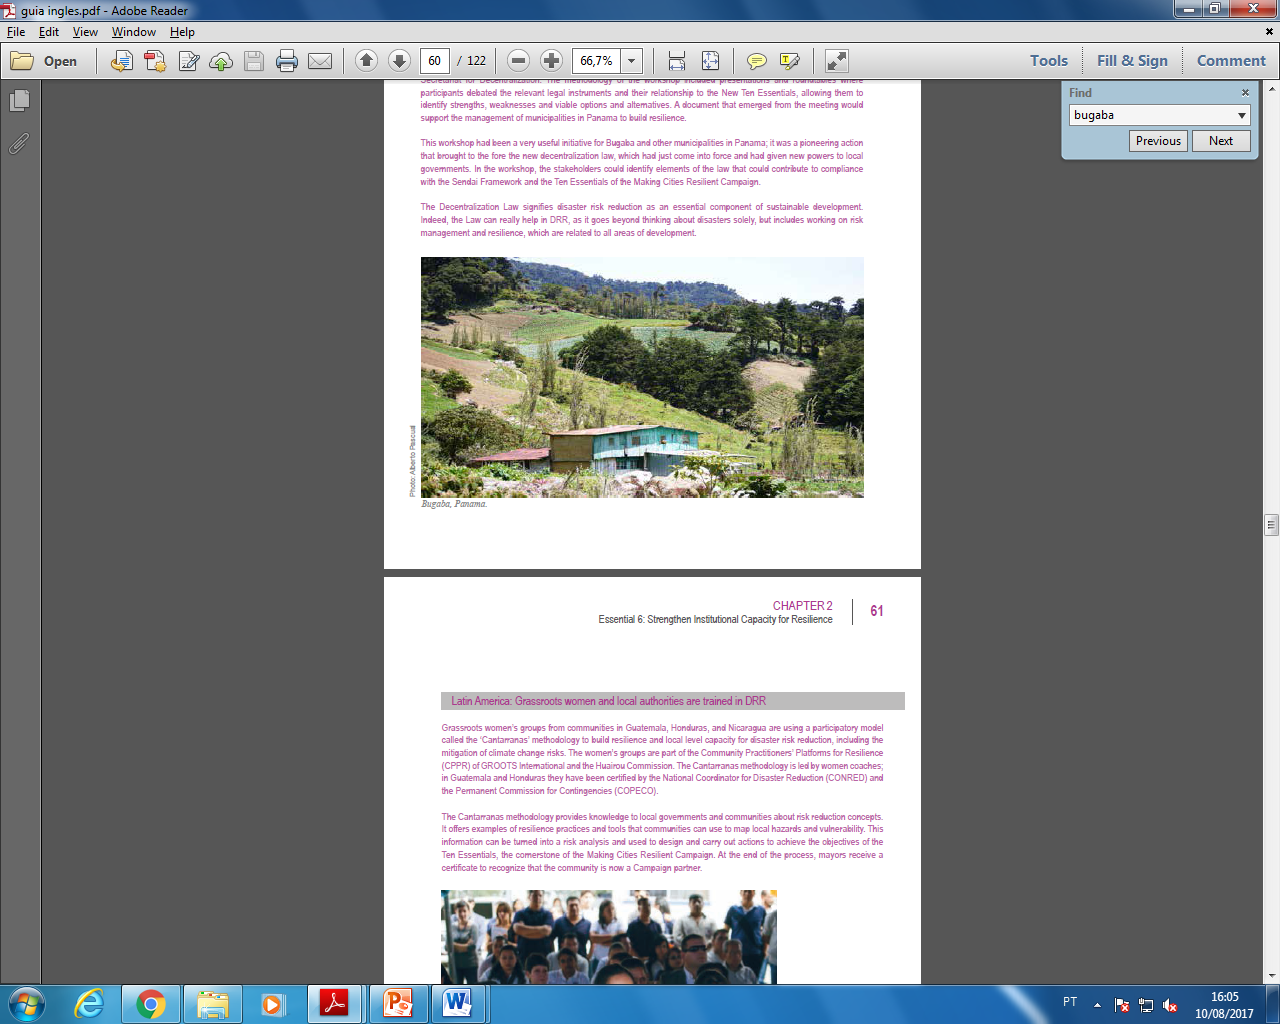 guia ingles.pdf - Adobe Reader
File Edit View Window Help
Open 60 / 122 66,7% Tools Fill & Sign Comment
Find
bugaba
Previous Next
Secretariat for Decentralization. The methodology of the workshop included presentations and roundtables where
participants debated the relevant legal instruments and their relationship to the New Ten Essentials, allowing them to
identify strengths, weaknesses and viable options and alternatives. A document that emerged from the meeting would
support the management of municipalities in Panama to build resilience.
This workshop had been a very useful initiative for Bugaba and other municipalities in Panama; it was a pioneering action
that brought to the fore the new decentralization law, which had just come into force and had given new powers to local
governments. In the workshop, the stakeholders could identify elements of the law that could contribute to compliance
with the Sendai Framework and the Ten Essentials of the Making Cities Resilient Campaign.
The Decentralization Law signifies disaster risk reduction as an essential component of sustainable development.
Indeed, the Law can really help in DRR, as it goes beyond thinking about disasters solely, but includes working on risk
management and resilience, which are related to all areas of development.
Photo: Alberto Pascual
Bugaba, Panama.
CHAPTER 2
Essential 6: Strengthen Institutional Capacity for Resilience
61
Latin America: Grassroots women and local authorities are trained in DRR
Grassroots women's groups from communities in Guatemala, Honduras, and Nicaragua are using a participatory model
called the 'Cantarranas' methodology to build resilience and local level capacity for disaster risk reduction, including the
mitigation of climate change risks. The women's groups are part of the Community Practitioners' Platforms for Resilience
(CPPR) of GROOTS International and the Huairou Commission. The Cantarranas methodology is led by women coaches;
in Guatemala and Honduras they have been certified by the National Coordinator for Disaster Reduction (CONRED) and
the Permanent Commission for Contingencies (COPECO).
The Cantarranas methodology provides knowledge to local governments and communities about risk reduction concepts.
It offers examples of resilience practices and tools that communities can use to map local hazards and vulnerability. This
information can be turned into a risk analysis and used to design and carry out actions to achieve the objectives of the
Ten Essentials, the cornerstone of the Making Cities Resilient Campaign. At the end of the process, mayors receive a
certificate to recognize that the community is now a Campaign partner.
PT
16:05
10/08/2017